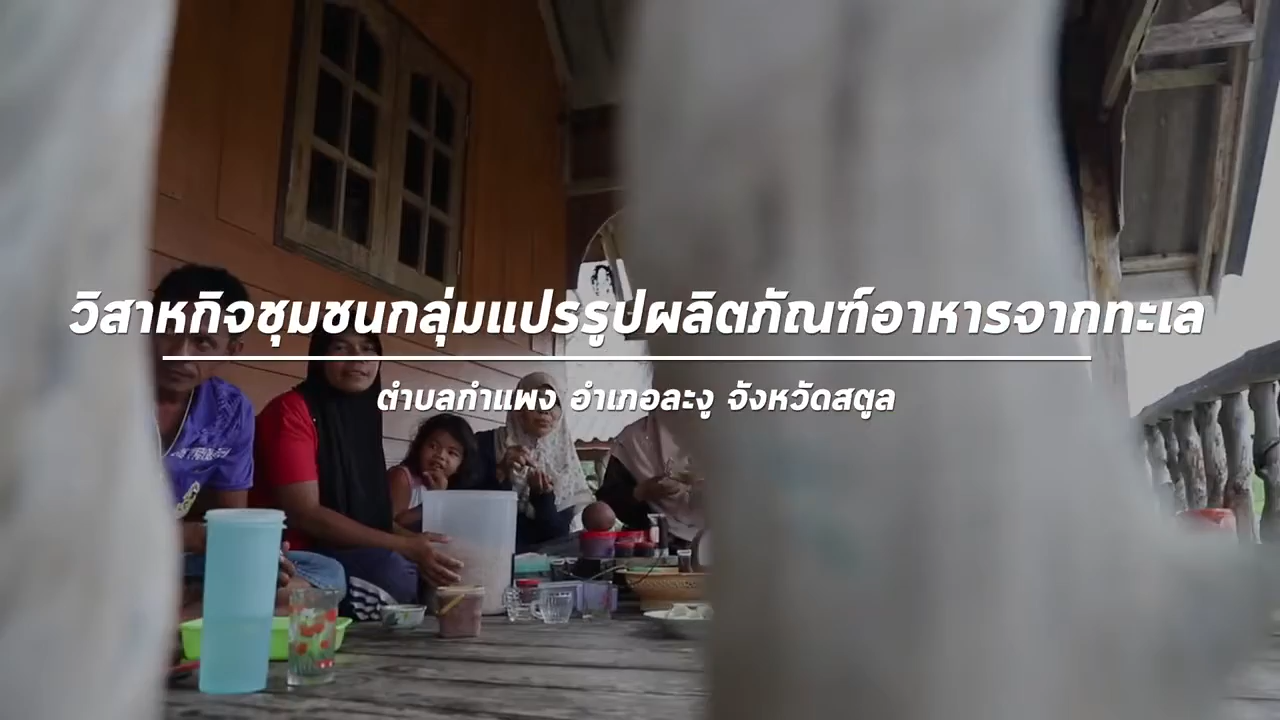 วิสาหกิจชุมชนกลุ่มแปรรูปผลิตภัณฑ์อาหารจากทะเล
ตำบลกำแพง อำเภอละงู จังหวัดสตูล